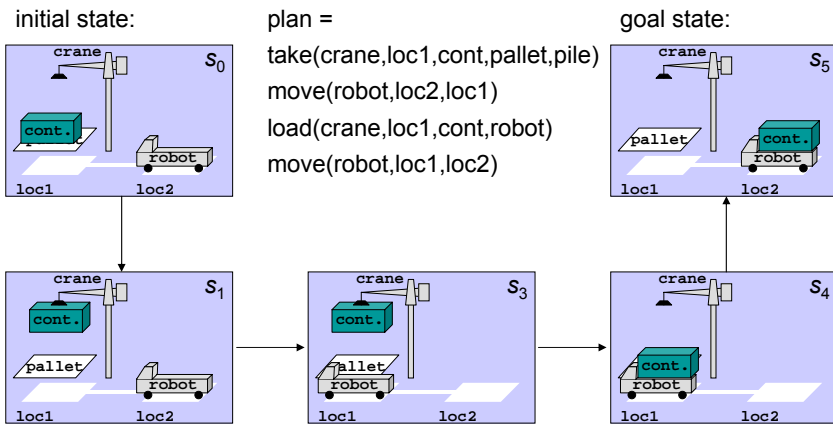 initial state:
plan =
goal state:
take(crane,loc1,cont,pallet,pile)
move(robot,loc2,loc1)
load(crane,loc1,cont,robot)
move(robot,loc1,loc2)
crane
s0
cont.
robot
loc1
loc2
crane
s5
pallet
cont.
robot
loc1
loc2
crane
s1
cont.
pallet
robot
loc1
loc2
crane
s3
cont.
allet
robot
loc1
loc2
crane
s4
cont.
robot
loc1
loc2